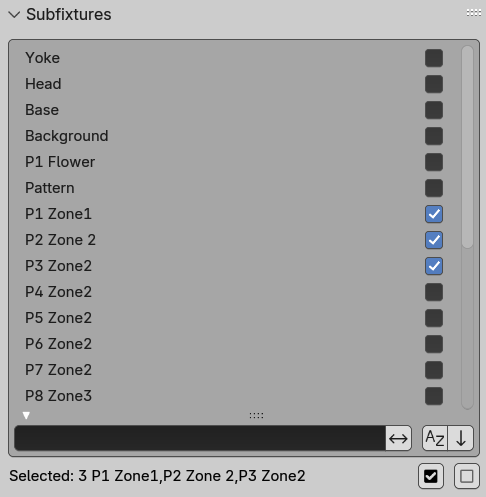 Subfixtures
Yoke
Head
Base
Background
P1 Flower
Pattern
P1 Zone1
P2 Zone 2
P3 Zone2
P4 Zone2
P5 Zone2
P6 Zone2
P7 Zone2
P8 Zone3
AZ
Selected: 3 P1 Zone1,P2 Zone 2,P3 Zone2